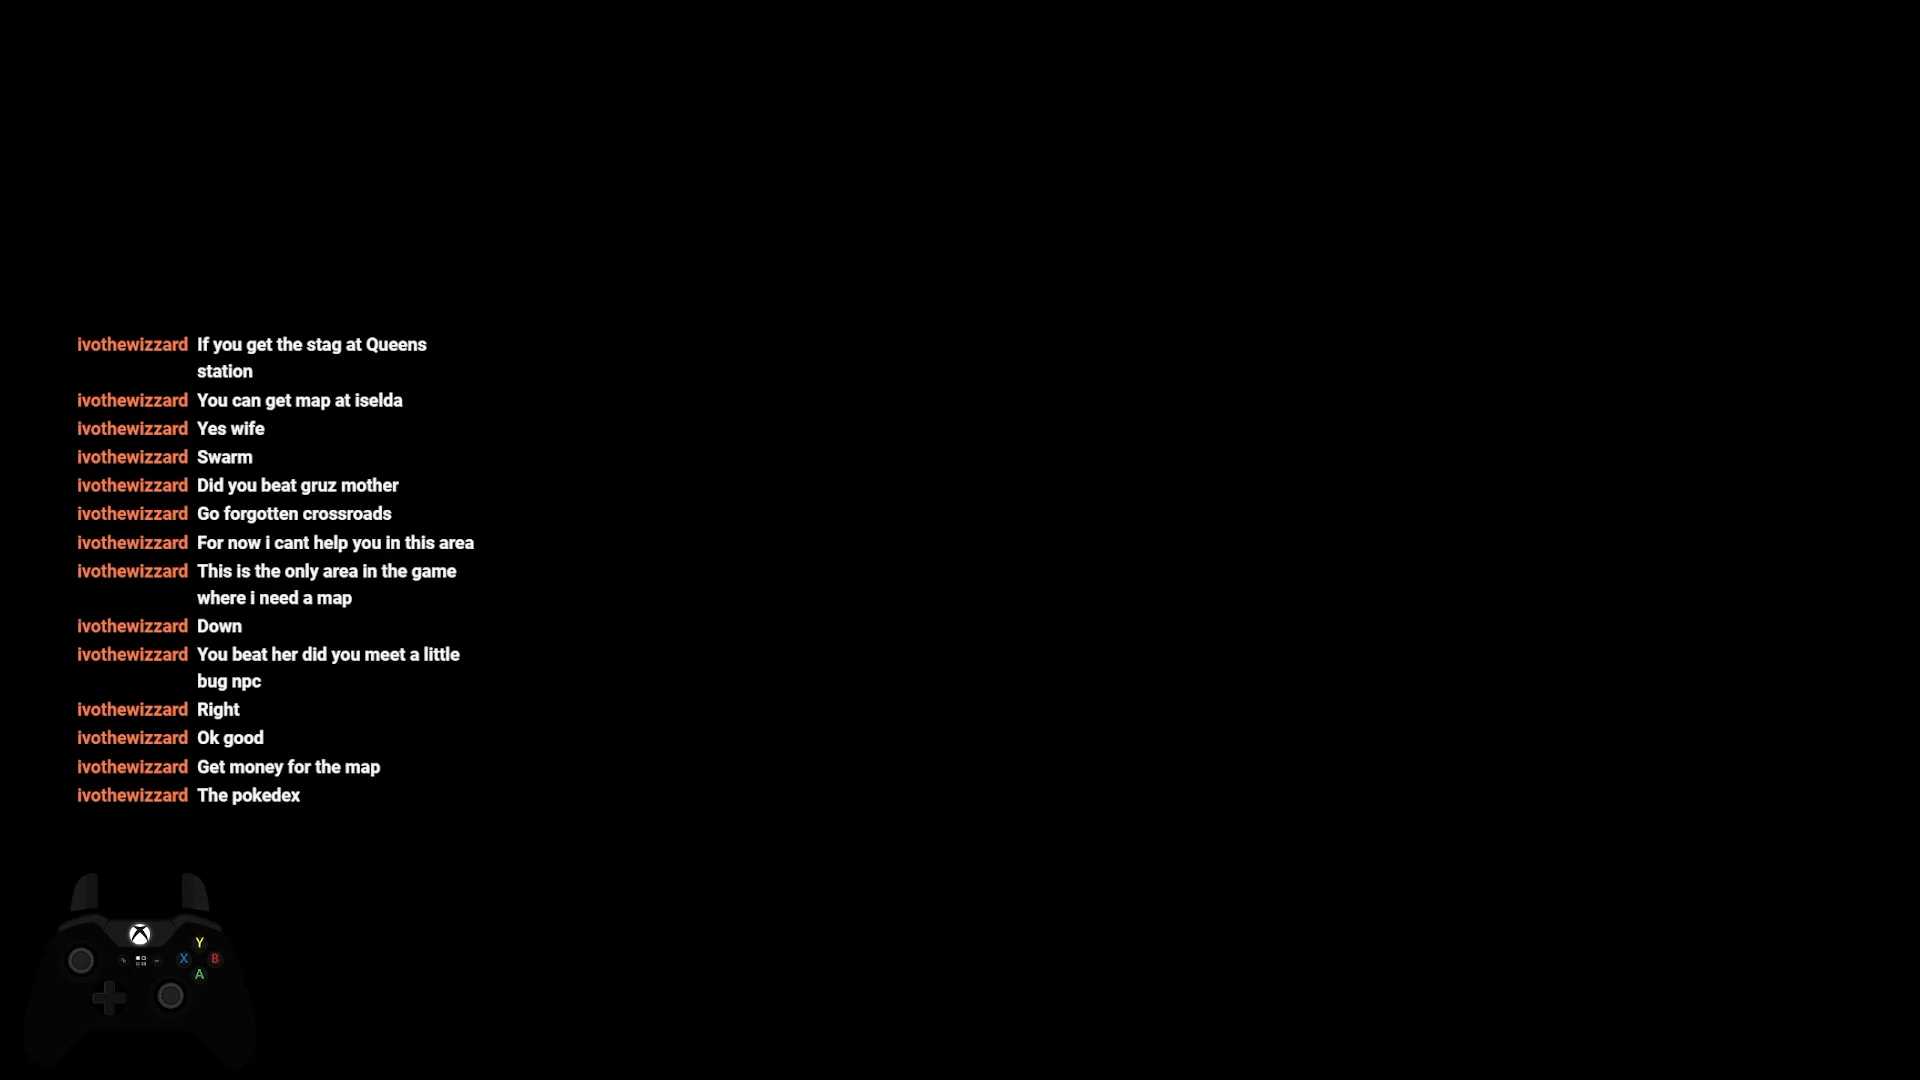 ivothewizzard If you get the stag at Queens
station
ivothewizzard You can get map at iselda
ivothewizzard Yes wife
ivothewizzard Swarm
ivothewizzard Did you beat gruz mother
ivothewizzard Go forgotten crossroads
ivothewizzard For now i cant help you in this area
ivothewizzard This is the only area in the game
where i need a map
ivothewizzard Down
ivothewizzard You beat her did you meet a little
bug npc
ivothewizzard Right
ivothewizzard Ok good
ivothewizzard Get money for the map
ivothewizzard The pokedex
Y
X B
A